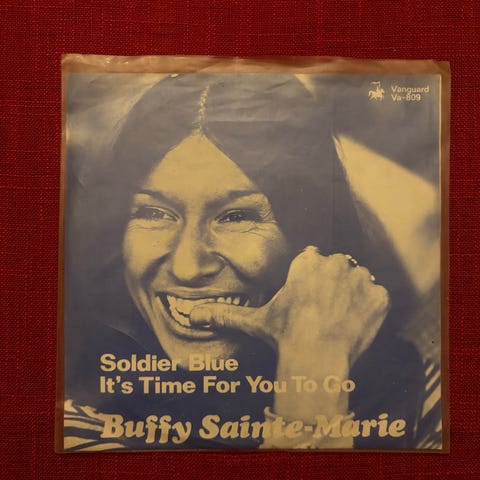 Vanguard
Va-809
Soldier Blue
It's Time For You To Go
Buffy Sainte-Marie